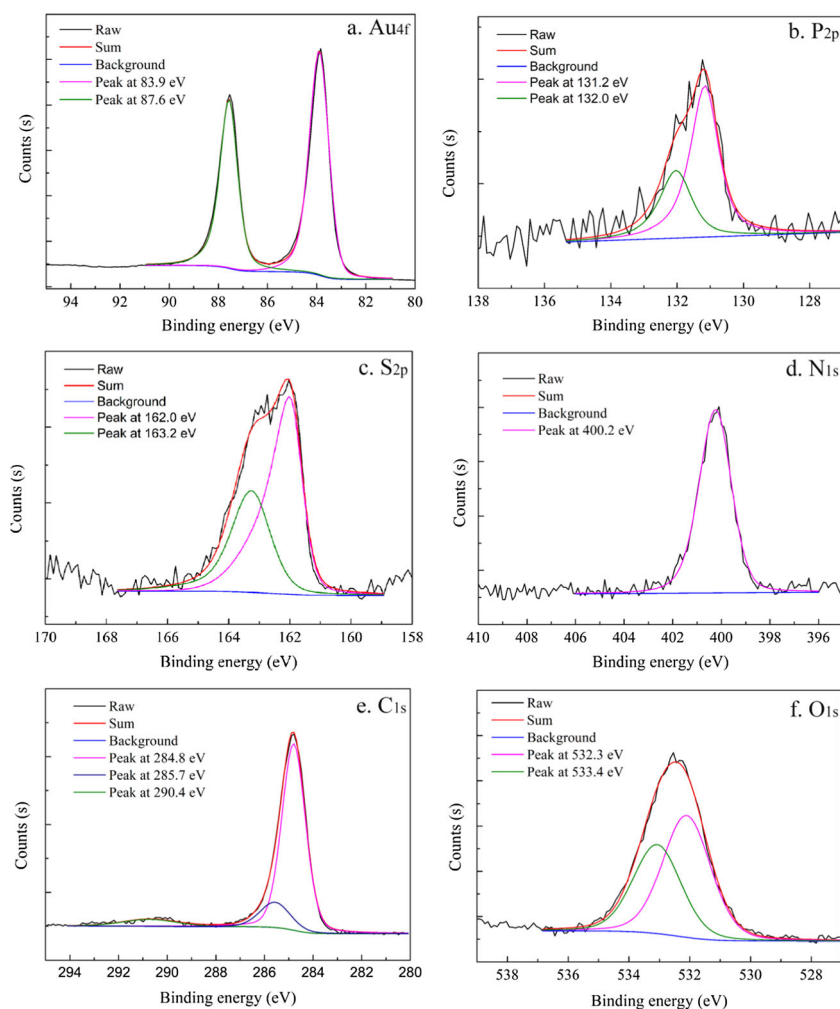 a. Au4f
Raw
Sum
Background
Peak at 83.9 eV
Peak at 87.6 eV
Counts (s)
94 92 90 88 86 84 82 80
Binding energy (eV)
b. P2p
Raw
Sum
Background
Peak at 131.2 eV
Peak at 132.0 eV
Counts (s)
138 136 134 132 130 128
Binding energy (eV)
c. S2p
Raw
Sum
Background
Peak at 162.0 eV
Peak at 163.2 eV
Counts (s)
170 168 166 164 162 160 158
Binding energy (eV)
d. N1s
Raw
Sum
Background
Peak at 400.2 eV
Counts (s)
410 408 406 404 402 400 398 396
Binding energy (eV)
e. C1s
Raw
Sum
Background
Peak at 284.8 eV
Peak at 285.7 eV
Peak at 290.4 eV
Counts (s)
294 292 290 288 286 284 282 280
Binding energy (eV)
f. O1s
Raw
Sum
Background
Peak at 532.3 eV
Peak at 533.4 eV
Counts (s)
538 536 534 532 530 528
Binding energy (eV)